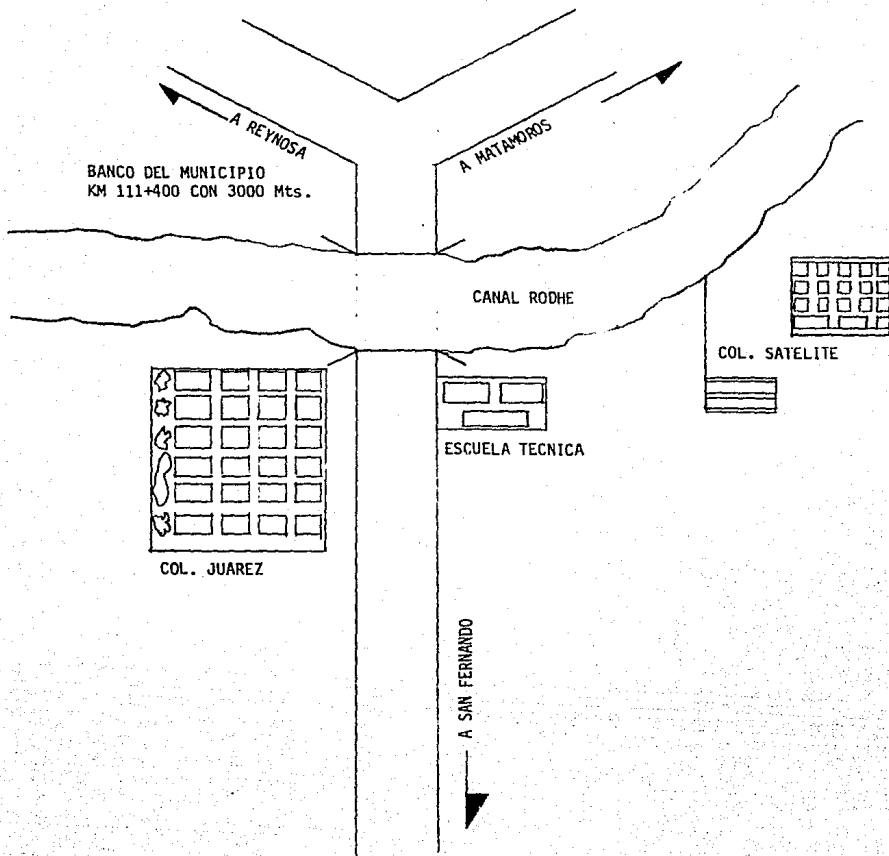 A REYNOSA
A MATAMOROS
BANCO DEL MUNICIPIO
KM 111+400 CON 3000 Mts.
CANAL RODHE
COL. SATELITE
ESCUELA TECNICA
COL. JUAREZ
A SAN FERNANDO